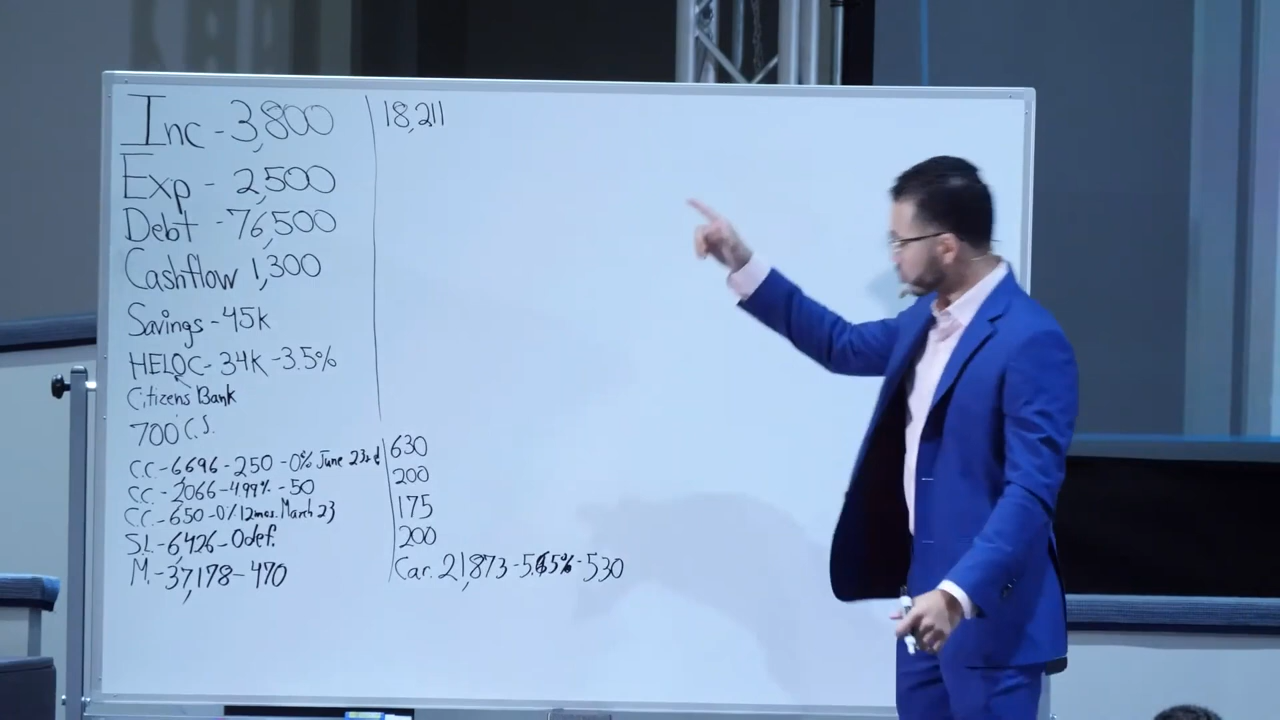 Inc - 3,800
Exp - 2,500
Debt - 76,500
Cashflow 1,300
Savings - 45k
HELOC - 34K - 3.5%
Citizens Bank
700 C.S.
C.C. - 6696 - 250 - 0% June 23rd
C.C. - 2066 - 4.99% - 50
C.C. - 650 - 0% 12mos. March 23
S.L. - 6,426 - 0 def.
M. - 37,178 - 470
18,211
630
200
175
200
Car. 21,873 - 5.65% - 530